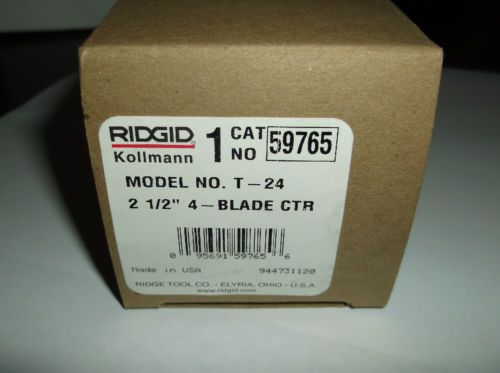 RIDGID 1 CAT NO 59765
Kollmann
MODEL NO. T-24
2 1/2" 4-BLADE CTR
0 95691 59765 6
Made in USA 944731120
RIDGE TOOL CO. - ELYRIA, OHIO - U.S.A.
www.ridgid.com